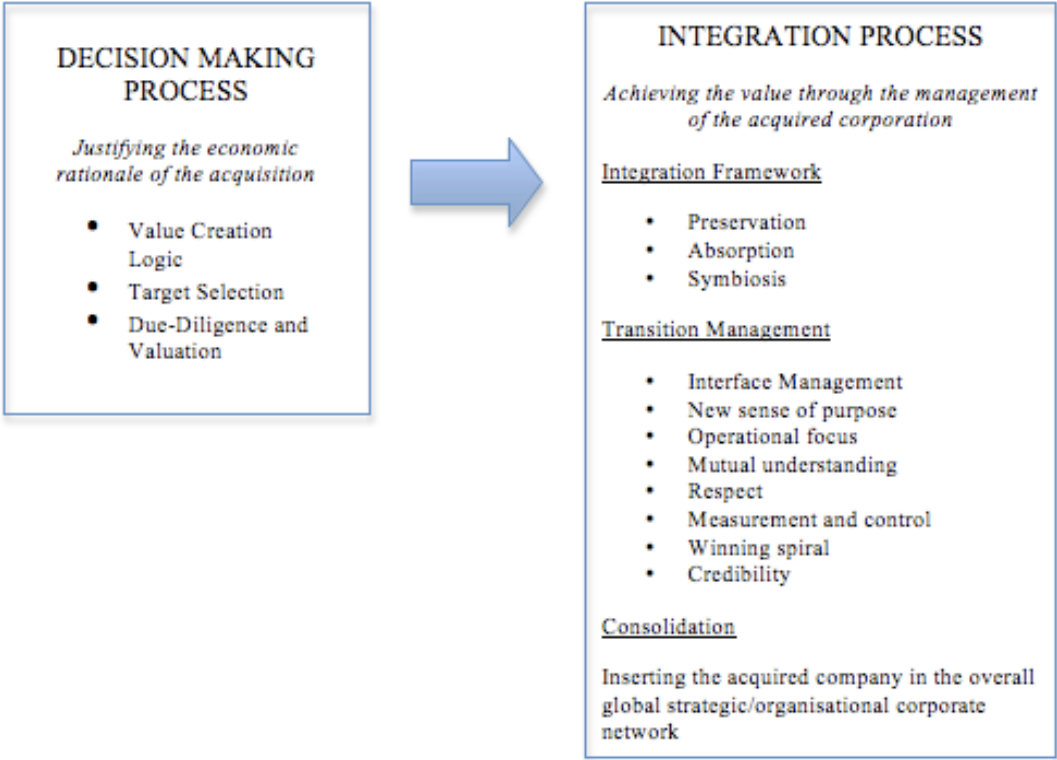 DECISION MAKING
PROCESS
Justifying the economic
rationale of the acquisition
• Value Creation
Logic
• Target Selection
• Due-Diligence and
Valuation
INTEGRATION PROCESS
Achieving the value through the management
of the acquired corporation
Integration Framework
• Preservation
• Absorption
• Symbiosis
Transition Management
• Interface Management
• New sense of purpose
• Operational focus
• Mutual understanding
• Respect
• Measurement and control
• Winning spiral
• Credibility
Consolidation
Inserting the acquired company in the overall
global strategic/organisational corporate
network